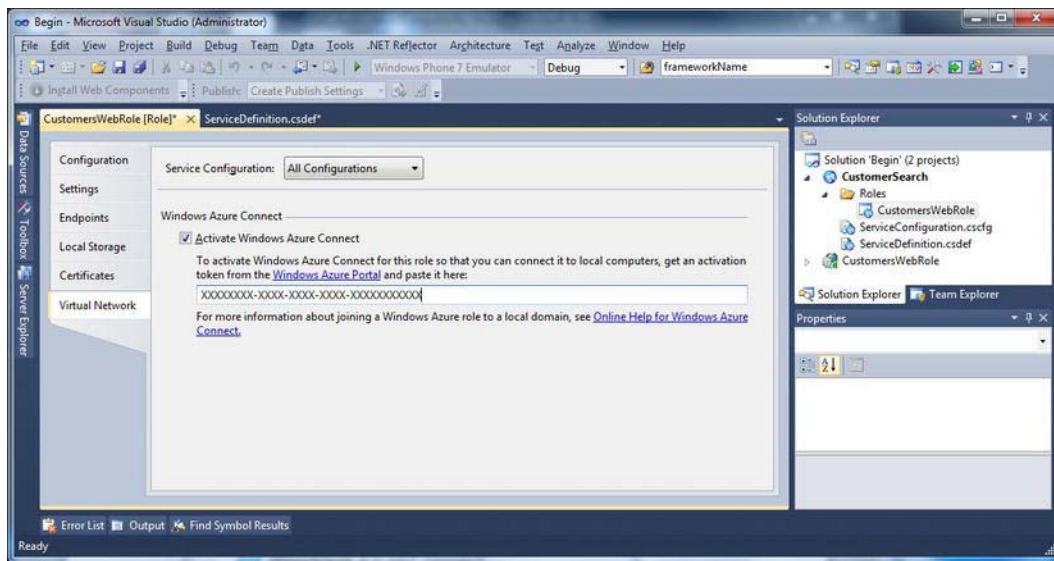 Begin - Microsoft Visual Studio (Administrator)
File Edit View Project Build Debug Team Data Tools .NET Reflector Architecture Test Analyze Window Help
Windows Phone 7 Emulator Debug frameworkName
Install Web Components Publish: Create Publish Settings
CustomersWebRole [Role]* ServiceDefinition.csdef*
Data Sources
Toolbox
Server Explorer
Configuration
Settings
Endpoints
Local Storage
Certificates
Virtual Network
Service Configuration: All Configurations
Windows Azure Connect
Activate Windows Azure Connect
To activate Windows Azure Connect for this role so that you can connect it to local computers, get an activation
token from the Windows Azure Portal and paste it here:
XXXXXXXX-XXXX-XXXX-XXXX-XXXXXXXXXXXX
For more information about joining a Windows Azure role to a local domain, see Online Help for Windows Azure
Connect.
Solution Explorer
Solution 'Begin' (2 projects)
CustomerSearch
Roles
CustomersWebRole
ServiceConfiguration.cscfg
ServiceDefinition.csdef
CustomersWebRole
Solution Explorer Team Explorer
Properties
Error List Output Find Symbol Results
Ready